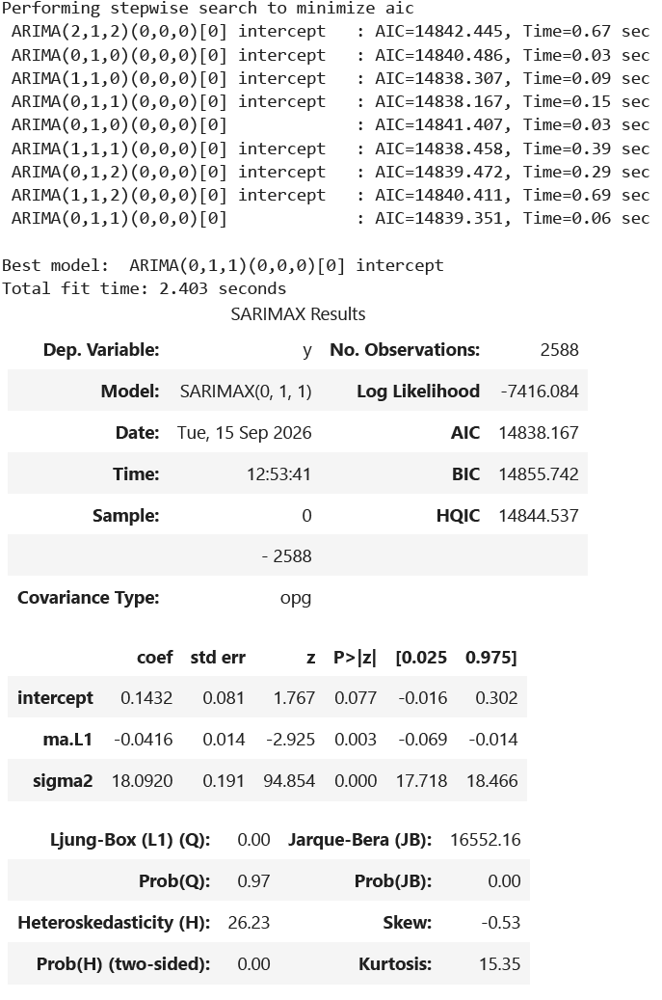 Performing stepwise search to minimize aic
ARIMA(2,1,2)(0,0,0)[0] intercept   : AIC=14842.445, Time=0.67 sec
ARIMA(0,1,0)(0,0,0)[0] intercept   : AIC=14840.486, Time=0.03 sec
ARIMA(1,1,0)(0,0,0)[0] intercept   : AIC=14838.307, Time=0.09 sec
ARIMA(0,1,1)(0,0,0)[0] intercept   : AIC=14838.167, Time=0.15 sec
ARIMA(0,1,0)(0,0,0)[0]             : AIC=14841.407, Time=0.03 sec
ARIMA(1,1,1)(0,0,0)[0] intercept   : AIC=14838.458, Time=0.39 sec
ARIMA(0,1,2)(0,0,0)[0] intercept   : AIC=14839.472, Time=0.29 sec
ARIMA(1,1,2)(0,0,0)[0] intercept   : AIC=14840.411, Time=0.69 sec
ARIMA(0,1,1)(0,0,0)[0]             : AIC=14839.351, Time=0.06 sec
Best model:  ARIMA(0,1,1)(0,0,0)[0] intercept
Total fit time: 2.403 seconds
SARIMAX Results
Dep. Variable: y No. Observations: 2588
Model: SARIMAX(0, 1, 1) Log Likelihood -7416.084
Date: Tue, 15 Sep 2026 AIC 14838.167
Time: 12:53:41 BIC 14855.742
Sample: 0 HQIC 14844.537
- 2588
Covariance Type: opg
coef std err z P>|z| [0.025 0.975]
intercept 0.1432 0.081 1.767 0.077 -0.016 0.302
ma.L1 -0.0416 0.014 -2.925 0.003 -0.069 -0.014
sigma2 18.0920 0.191 94.854 0.000 17.718 18.466
Ljung-Box (L1) (Q): 0.00 Jarque-Bera (JB): 16552.16
Prob(Q): 0.97 Prob(JB): 0.00
Heteroskedasticity (H): 26.23 Skew: -0.53
Prob(H) (two-sided): 0.00 Kurtosis: 15.35